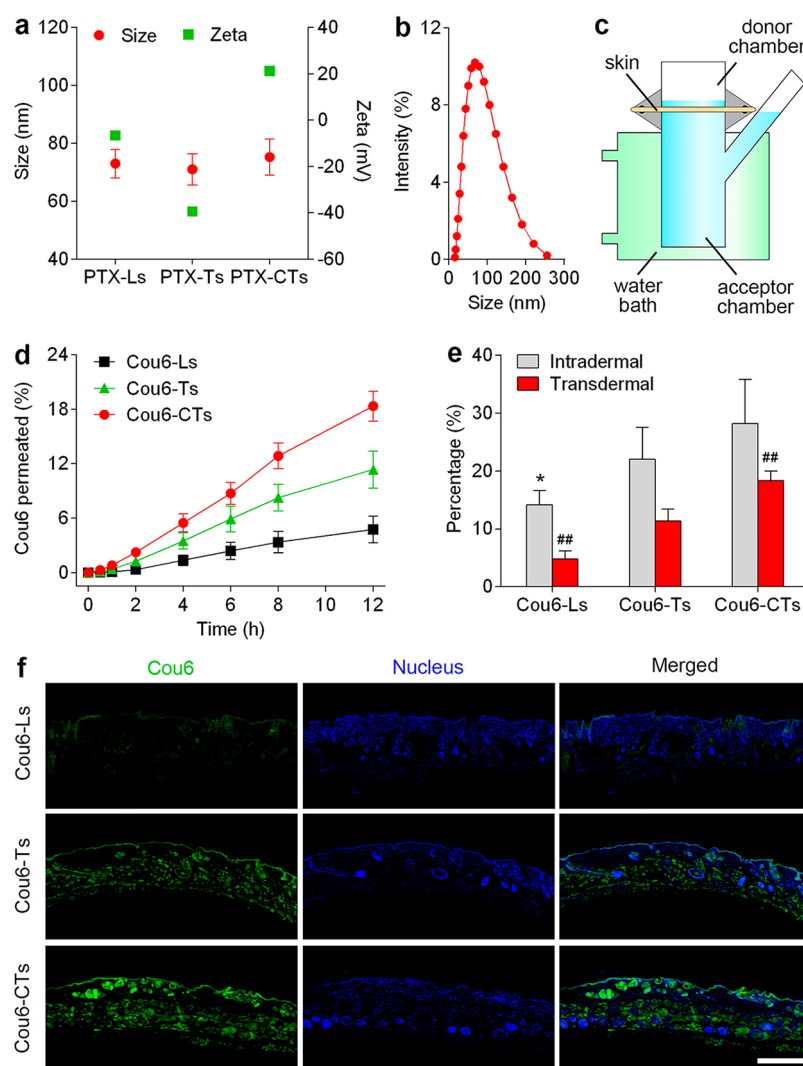 a
Size
Zeta
120
100
80
60
40
Size (nm)
40
20
0
-20
-40
-60
Zeta (mV)
PTX-Ls
PTX-Ts
PTX-CTs
b
12
8
4
0
Intensity (%)
0
100
200
300
Size (nm)
c
donor
chamber
skin
water
bath
acceptor
chamber
d
Cou6-Ls
Cou6-Ts
Cou6-CTs
24
18
12
6
0
Cou6 permeated (%)
0
2
4
6
8
10
12
Time (h)
e
Intradermal
Transdermal
40
30
20
10
0
Percentage (%)
*
##
##
Cou6-Ls
Cou6-Ts
Cou6-CTs
f
Cou6
Nucleus
Merged
Cou6-Ls
Cou6-Ts
Cou6-CTs